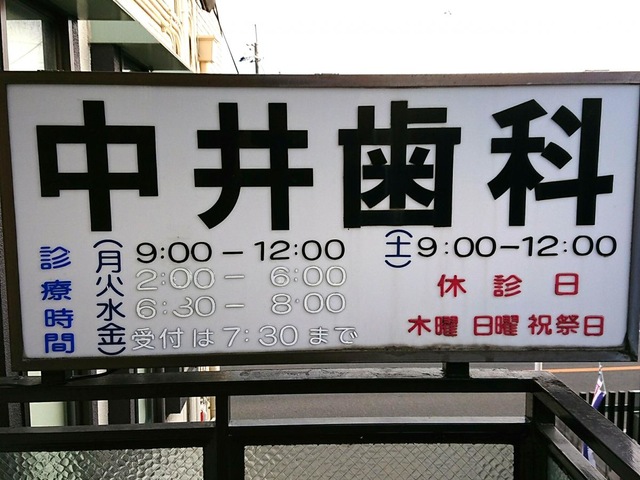 中井歯科
診療時間
(月火水金)
9:00-12:00
2:00- 6:00
6:30- 8:00
受付は7:30まで
(土)9:00-12:00
休診日
木曜 日曜 祝祭日